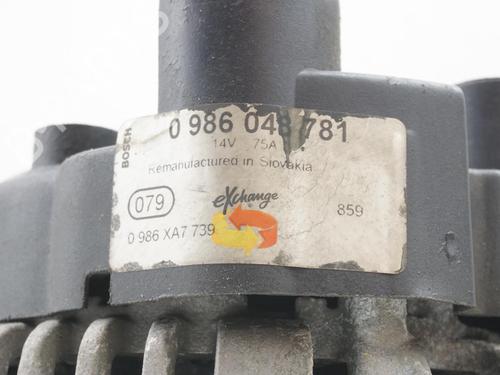 BOSCH
0 986 048 781
14V 75A
Remanufactured in Slovakia
079
eXchange
859
0 986 XA7 739